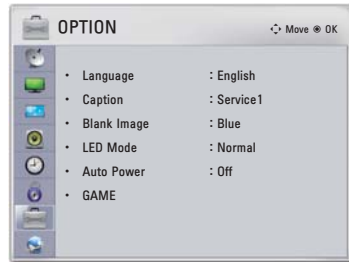 OPTION
Move OK
• Language : English
• Caption : Service1
• Blank Image : Blue
• LED Mode : Normal
• Auto Power : Off
• GAME